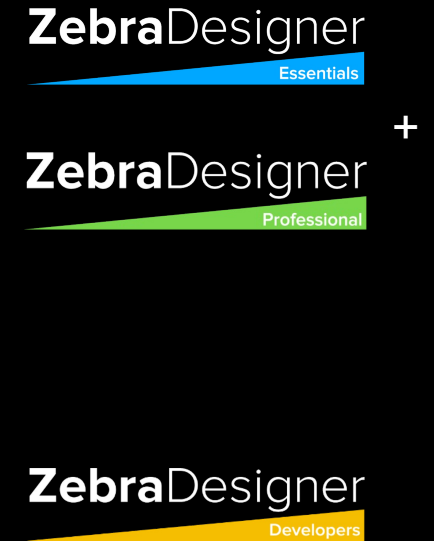 ZebraDesigner
Essentials
+
ZebraDesigner
Professional
ZebraDesigner
Developers